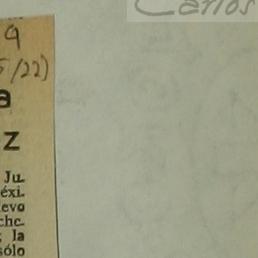 Carlos
9
5/22)
a
z
Ju-
éxi-
evo
che-
; la
sólo